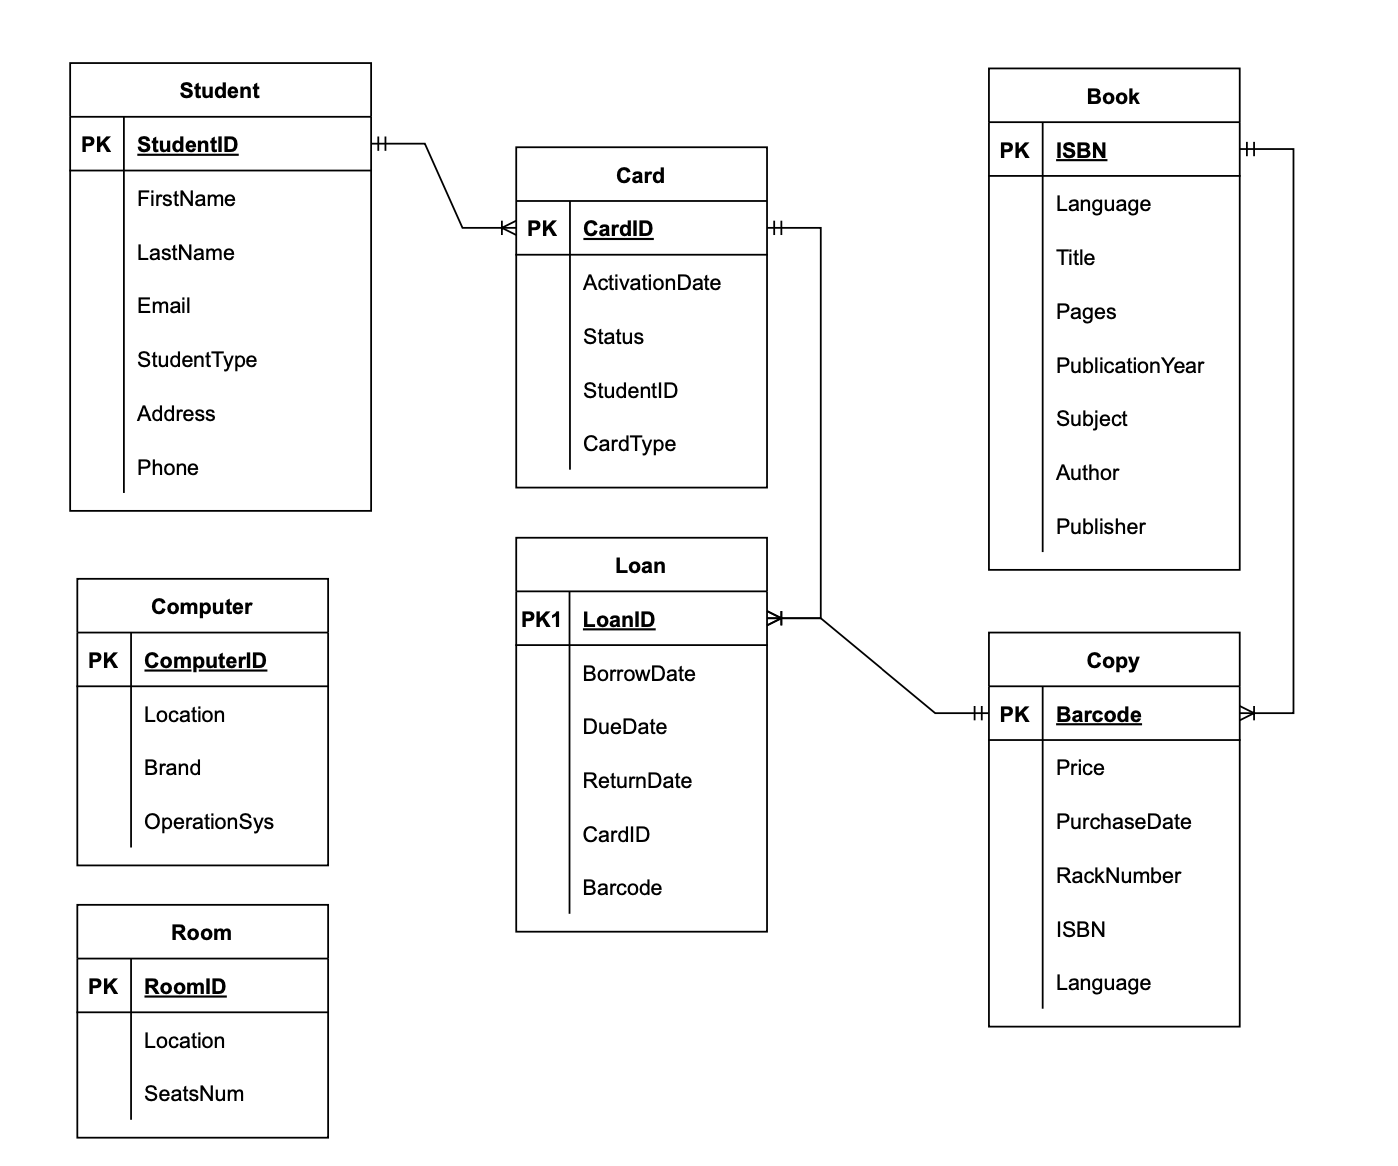 Student
PK StudentID
FirstName
LastName
Email
StudentType
Address
Phone
Card
PK CardID
ActivationDate
Status
StudentID
CardType
Book
PK ISBN
Language
Title
Pages
PublicationYear
Subject
Author
Publisher
Computer
PK ComputerID
Location
Brand
OperationSys
Loan
PK1 LoanID
BorrowDate
DueDate
ReturnDate
CardID
Barcode
Copy
PK Barcode
Price
PurchaseDate
RackNumber
ISBN
Language
Room
PK RoomID
Location
SeatsNum